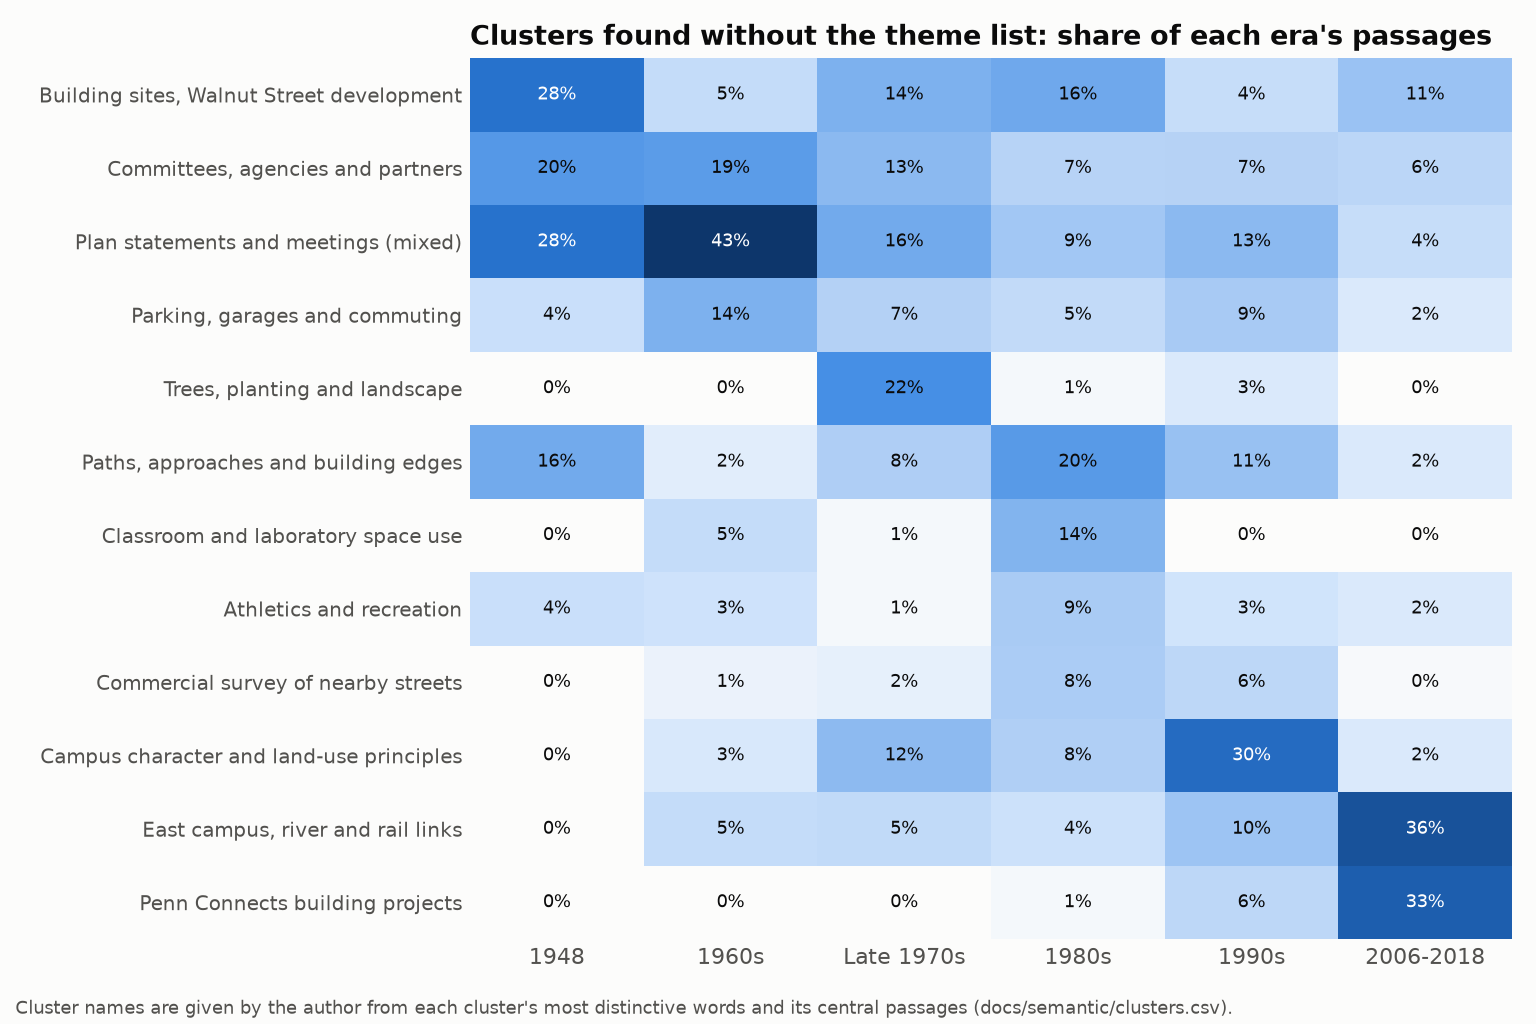 Clusters found without the theme list: share of each era's passages
Building sites, Walnut Street development 28% 5% 14% 16% 4% 11%
Committees, agencies and partners 20% 19% 13% 7% 7% 6%
Plan statements and meetings (mixed) 28% 43% 16% 9% 13% 4%
Parking, garages and commuting 4% 14% 7% 5% 9% 2%
Trees, planting and landscape 0% 0% 22% 1% 3% 0%
Paths, approaches and building edges 16% 2% 8% 20% 11% 2%
Classroom and laboratory space use 0% 5% 1% 14% 0% 0%
Athletics and recreation 4% 3% 1% 9% 3% 2%
Commercial survey of nearby streets 0% 1% 2% 8% 6% 0%
Campus character and land-use principles 0% 3% 12% 8% 30% 2%
East campus, river and rail links 0% 5% 5% 4% 10% 36%
Penn Connects building projects 0% 0% 0% 1% 6% 33%
1948 1960s Late 1970s 1980s 1990s 2006-2018
Cluster names are given by the author from each cluster's most distinctive words and its central passages (docs/semantic/clusters.csv).